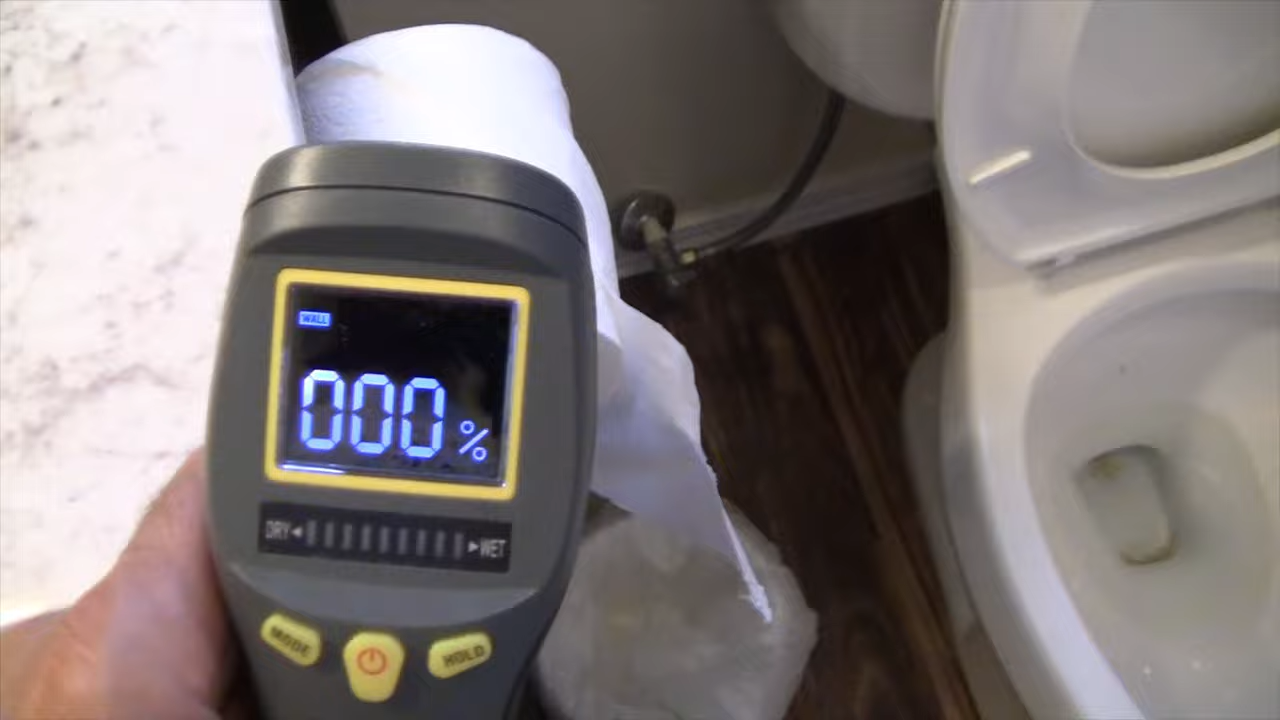 WALL
000 %
DRY ◄ ► WET
MODE HOLD